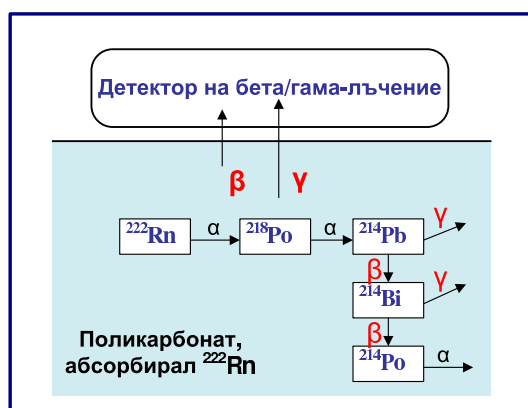 Детектор на бета/гама-лъчение
β γ
²²²Rn α ²¹⁸Po α ²¹⁴Pb γ
β
²¹⁴Bi γ
β
Поликарбонат,
абсорбирал ²²²Rn
²¹⁴Po α